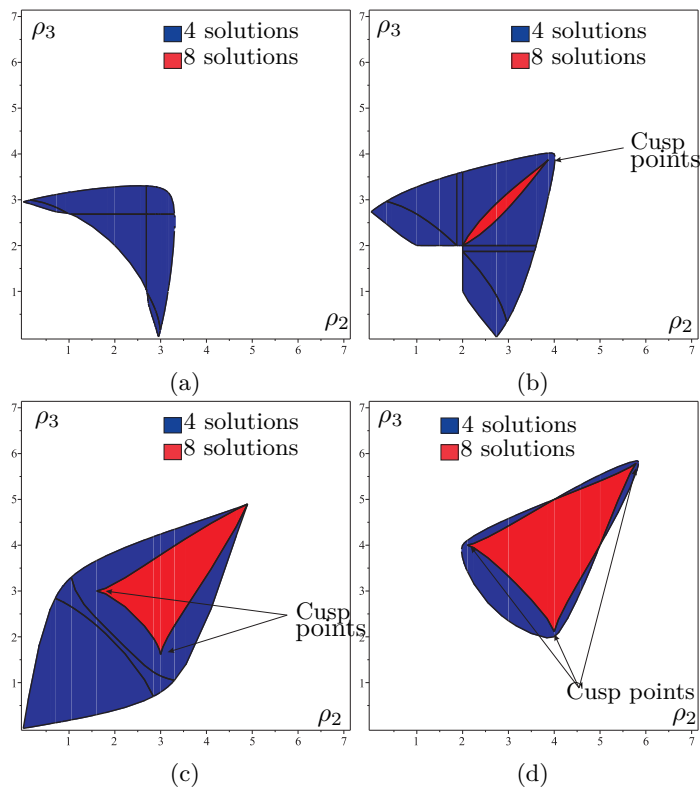 ρ3
4 solutions
8 solutions
7
6
5
4
3
2
1
1 2 3 4 5 6 7
ρ2
(a)
ρ3
4 solutions
8 solutions
Cusp
points
7
6
5
4
3
2
1
1 2 3 4 5 6 7
ρ2
(b)
ρ3
4 solutions
8 solutions
Cusp
points
7
6
5
4
3
2
1
1 2 3 4 5 6 7
ρ2
(c)
ρ3
4 solutions
8 solutions
Cusp points
7
6
5
4
3
2
1
1 2 3 4 5 6 7
ρ2
(d)